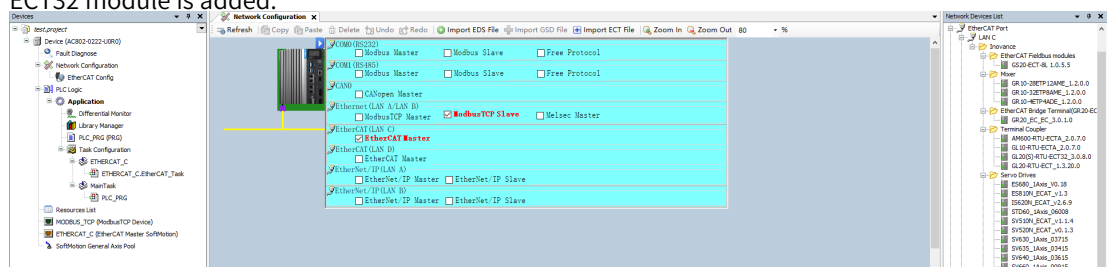 ECT32 module is added.
Devices
test.project
Device (AC802-0222-U0R0)
Fault Diagnose
Network Configuration
EtherCAT Config
PLC Logic
Application
Differential Monitor
Library Manager
PLC_PRG (PRG)
Task Configuration
ETHERCAT_C
ETHERCAT_C.EtherCAT_Task
MainTask
PLC_PRG
Resources List
MODBUS_TCP (ModbusTCP Device)
ETHERCAT_C (EtherCAT Master SoftMotion)
SoftMotion General Axis Pool
Network Configuration
Refresh Copy Paste Delete Undo Redo Import EDS File Import GSD File Import ECT File Zoom In Zoom Out 80 %
COM0(RS232)
Modbus Master Modbus Slave Free Protocol
COM1(RS485)
Modbus Master Modbus Slave Free Protocol
CAN0
CANopen Master
Ethernet(LAN A/LAN B)
ModbusTCP Master ModbusTCP Slave Melsec Master
EtherCAT(LAN C)
EtherCAT Master
EtherCAT(LAN D)
EtherCAT Master
EtherNet/IP(LAN A)
EtherNet/IP Master EtherNet/IP Slave
EtherNet/IP(LAN B)
EtherNet/IP Master EtherNet/IP Slave
Network Devices List
EtherCAT Port
LAN C
Inovance
EtherCAT Fieldbus modules
GS20-ECT-BL 1.0.5.5
Mixer
GR10-28ETP12AME_1.2.0.0
GR10-32ETP8AME_1.2.0.0
GR10-4ETP4ADE_1.2.0.0
EtherCAT Bridge Terminal(GR20-EC
GR20_EC_EC_3.0.1.0
Terminal Coupler
AM600-RTU-ECTA_2.0.7.0
GL10-RTU-ECTA_2.0.7.0
GL20(S)-RTU-ECT32_3.0.8.0
GL20-RTU-ECT_1.3.20.0
Servo Drives
ES680_1Axis_V0.18
ES810N_ECAT_v1.3
IS620N_ECAT_v2.6.9
STD60_1Axis_06008
SV510N_ECAT_v1.1.4
SV520N_ECAT_v0.1.3
SV630_1Axis_03715
SV635_1Axis_03415
SV640_1Axis_03615
SV660_1Axis_00915